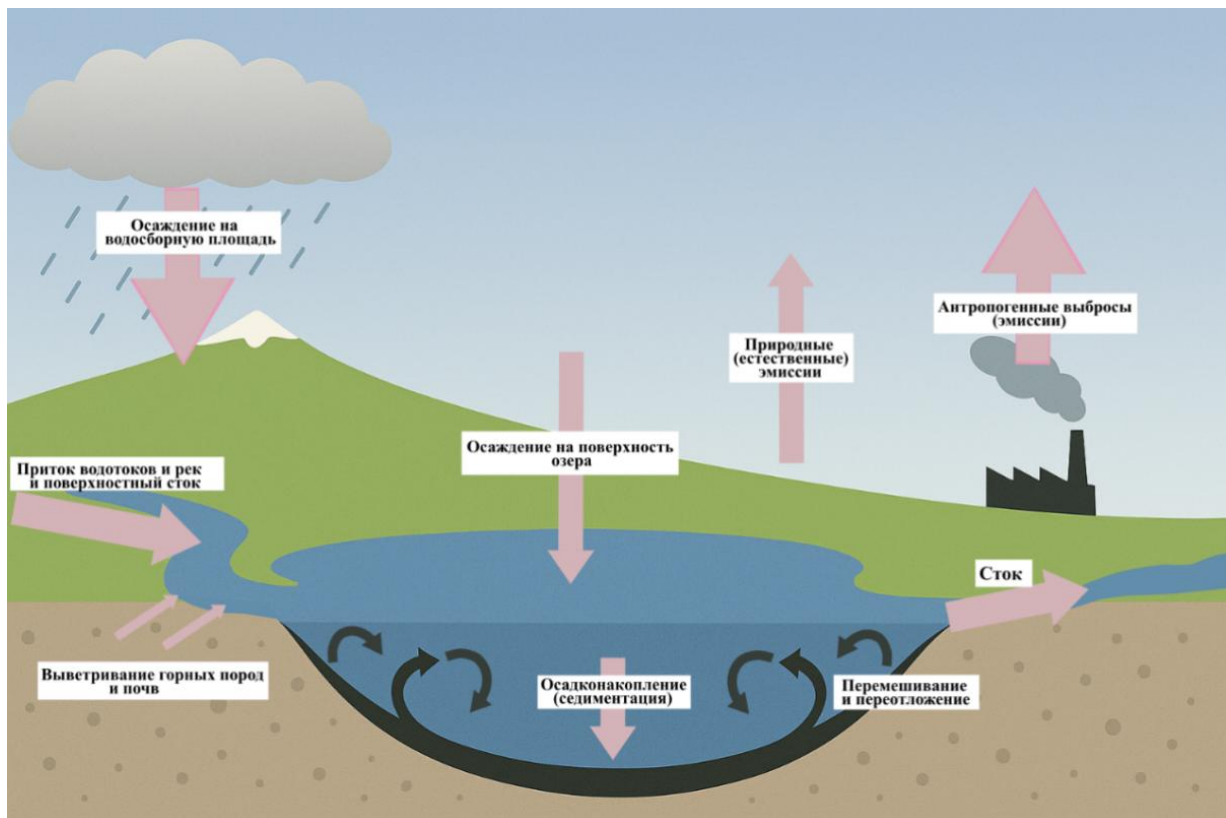 Осаждение на
водосборную площадь
Антропогенные выбросы
(эмиссии)
Природные
(естественные)
эмиссии
Осаждение на поверхность
озера
Приток водотоков и рек
и поверхностный сток
Сток
Выветривание горных пород
и почв
Осадконакопление
(седиментация)
Перемешивание
и переотложение